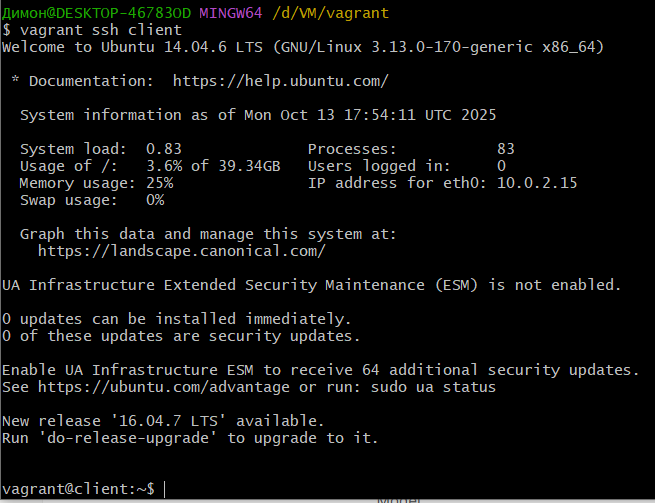 Димон@DESKTOP-46783OD MINGW64 /d/VM/vagrant
$ vagrant ssh client
Welcome to Ubuntu 14.04.6 LTS (GNU/Linux 3.13.0-170-generic x86_64)
* Documentation:  https://help.ubuntu.com/
System information as of Mon Oct 13 17:54:11 UTC 2025
System load:  0.83              Processes:           83
Usage of /:   3.6% of 39.34GB   Users logged in:     0
Memory usage: 25%               IP address for eth0: 10.0.2.15
Swap usage:   0%
Graph this data and manage this system at:
https://landscape.canonical.com/
UA Infrastructure Extended Security Maintenance (ESM) is not enabled.
0 updates can be installed immediately.
0 of these updates are security updates.
Enable UA Infrastructure ESM to receive 64 additional security updates.
See https://ubuntu.com/advantage or run: sudo ua status
New release '16.04.7 LTS' available.
Run 'do-release-upgrade' to upgrade to it.
vagrant@client:~$